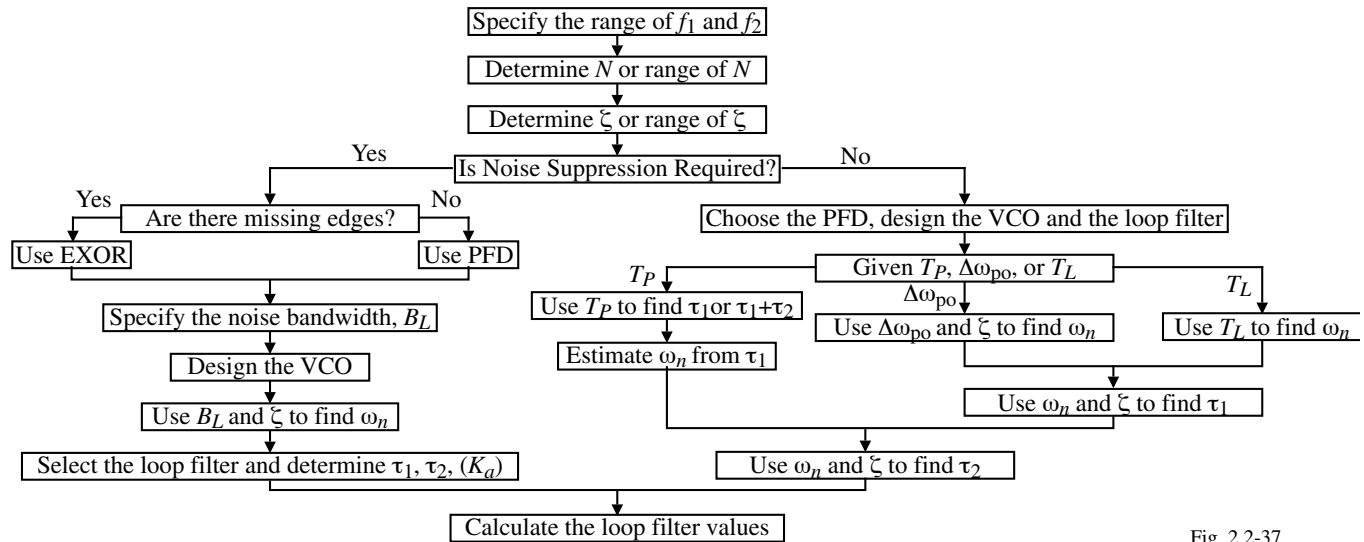 Specify the range of f1 and f2
Determine N or range of N
Determine ζ or range of ζ
Yes
Is Noise Suppression Required?
No
Yes
Are there missing edges?
No
Use EXOR
Use PFD
Specify the noise bandwidth, BL
Design the VCO
Use BL and ζ to find ωn
Select the loop filter and determine τ1, τ2, (Ka)
Choose the PFD, design the VCO and the loop filter
Given TP, Δωpo, or TL
TP
Δωpo
TL
Use TP to find τ1or τ1+τ2
Use Δωpo and ζ to find ωn
Use TL to find ωn
Estimate ωn from τ1
Use ωn and ζ to find τ1
Use ωn and ζ to find τ2
Calculate the loop filter values
Fig. 2.2-37